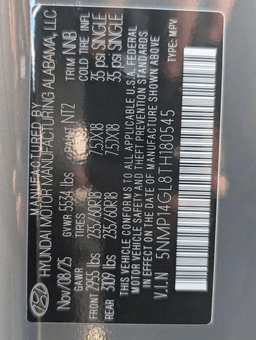 MANUFACTURED BY
HYUNDAI MOTOR MANUFACTURING ALABAMA, LLC
Nov/08/25 PAINT NT2 TRIM NNB
GVWR 5534 lbs TIRES RIMS COLD TIRE INFL
FRONT 2955 lbs 235/60R18 7.5JX18 35 psi SINGLE
REAR 3109 lbs 235/60R18 7.5JX18 35 psi SINGLE
THIS VEHICLE CONFORMS TO ALL APPLICABLE U.S.A. FEDERAL
MOTOR VEHICLE SAFETY AND THEFT PREVENTION STANDARDS
IN EFFECT ON THE DATE OF MANUFACTURE SHOWN ABOVE.
V.I.N 5NMP14GL8TH180545 TYPE: MPV